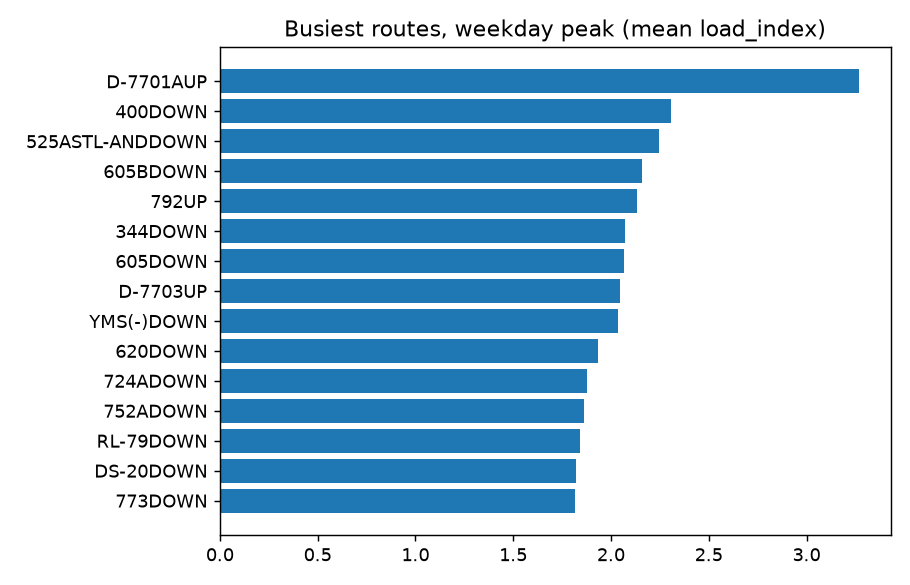 Busiest routes, weekday peak (mean load_index)
D-7701AUP
400DOWN
525ASTL-ANDDOWN
605BDOWN
792UP
344DOWN
605DOWN
D-7703UP
YMS(-)DOWN
620DOWN
724ADOWN
752ADOWN
RL-79DOWN
DS-20DOWN
773DOWN
0.0 0.5 1.0 1.5 2.0 2.5 3.0